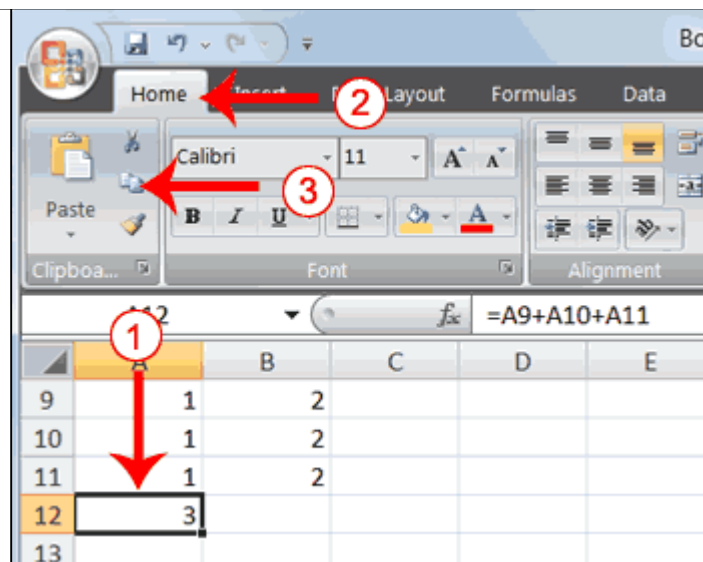 Bo
Home Layout Formulas Data
2
Calibri 11 A A
3
Paste
B I U A
Clipboa... Font Alignment
A12 fx =A9+A10+A11
1
A B C D E
9 1 2
10 1 2
11 1 2
12 3
13